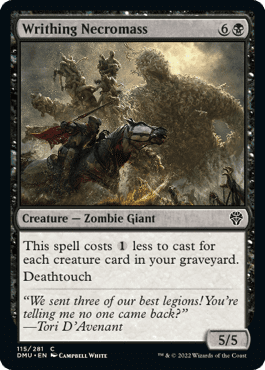 Writhing Necromass 6
Creature — Zombie Giant
This spell costs 1 less to cast for
each creature card in your graveyard.
Deathtouch
“We sent three of our best legions! You’re
telling me no one came back?”
—Tori D’Avenant
5/5
115/281 C
DMU • EN CAMPBELL WHITE
™ & © 2022 Wizards of the Coast